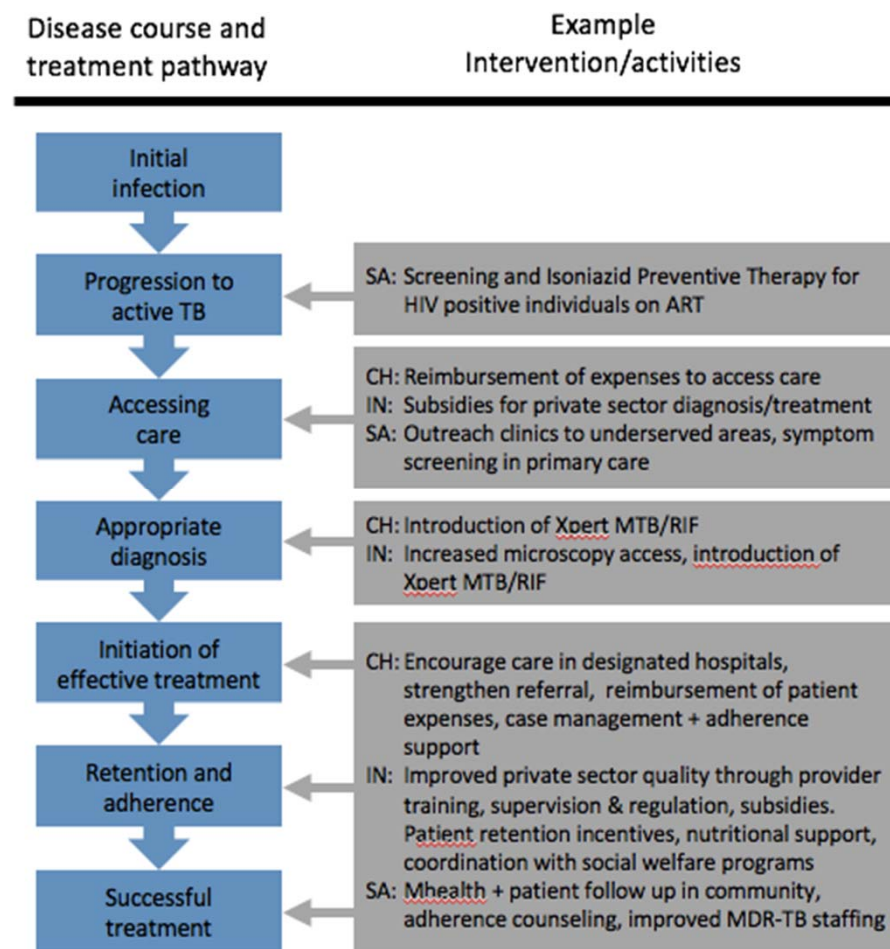 Disease course and
treatment pathway
Example
Intervention/activities
Initial
infection
Progression to
active TB
SA: Screening and Isoniazid Preventive Therapy for
HIV positive individuals on ART
Accessing
care
CH: Reimbursement of expenses to access care
IN: Subsidies for private sector diagnosis/treatment
SA: Outreach clinics to underserved areas, symptom
screening in primary care
Appropriate
diagnosis
CH: Introduction of Xpert MTB/RIF
IN: Increased microscopy access, introduction of
Xpert MTB/RIF
Initiation of
effective treatment
Retention and
adherence
Successful
treatment
CH: Encourage care in designated hospitals,
strengthen referral, reimbursement of patient
expenses, case management + adherence
support
IN: Improved private sector quality through provider
training, supervision & regulation, subsidies.
Patient retention incentives, nutritional support,
coordination with social welfare programs
SA: Mhealth + patient follow up in community,
adherence counseling, improved MDR-TB staffing